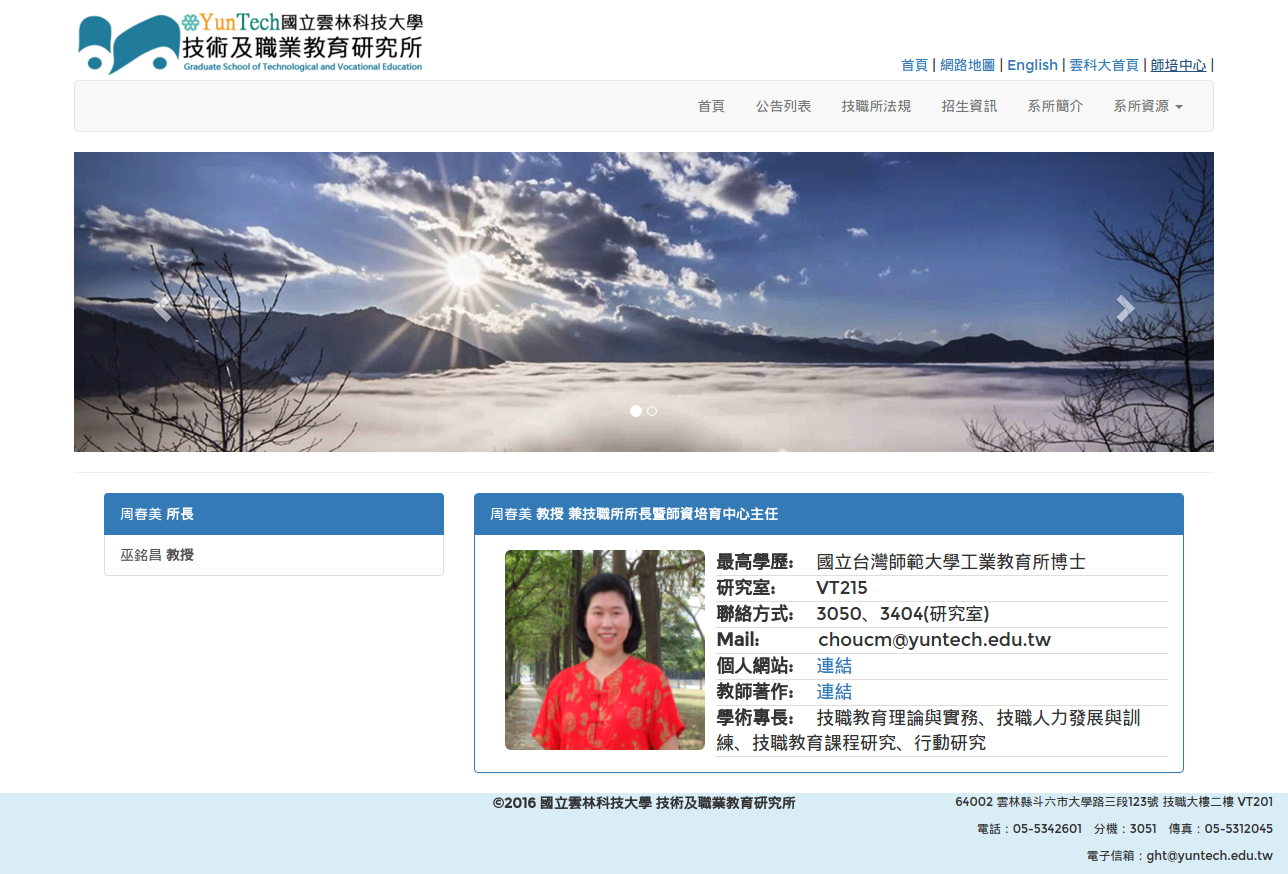 YunTech國立雲林科技大學
技術及職業教育研究所
Graduate School of Technological and Vocational Education
首頁 | 網路地圖 | English | 雲科大首頁 | 師培中心 |
首頁 公告列表 技職所法規 招生資訊 系所簡介 系所資源
周春美 所長
巫銘昌 教授
周春美 教授 兼技職所所長暨師資培育中心主任
最高學歷: 國立台灣師範大學工業教育所博士
研究室: VT215
聯絡方式: 3050、3404(研究室)
Mail: choucm@yuntech.edu.tw
個人網站: 連結
教師著作: 連結
學術專長: 技職教育理論與實務、技職人力發展與訓
練、技職教育課程研究、行動研究
©2016 國立雲林科技大學 技術及職業教育研究所
64002 雲林縣斗六市大學路三段123號 技職大樓二樓 VT201
電話：05-5342601 分機：3051 傳真：05-5312045
電子信箱：ght@yuntech.edu.tw